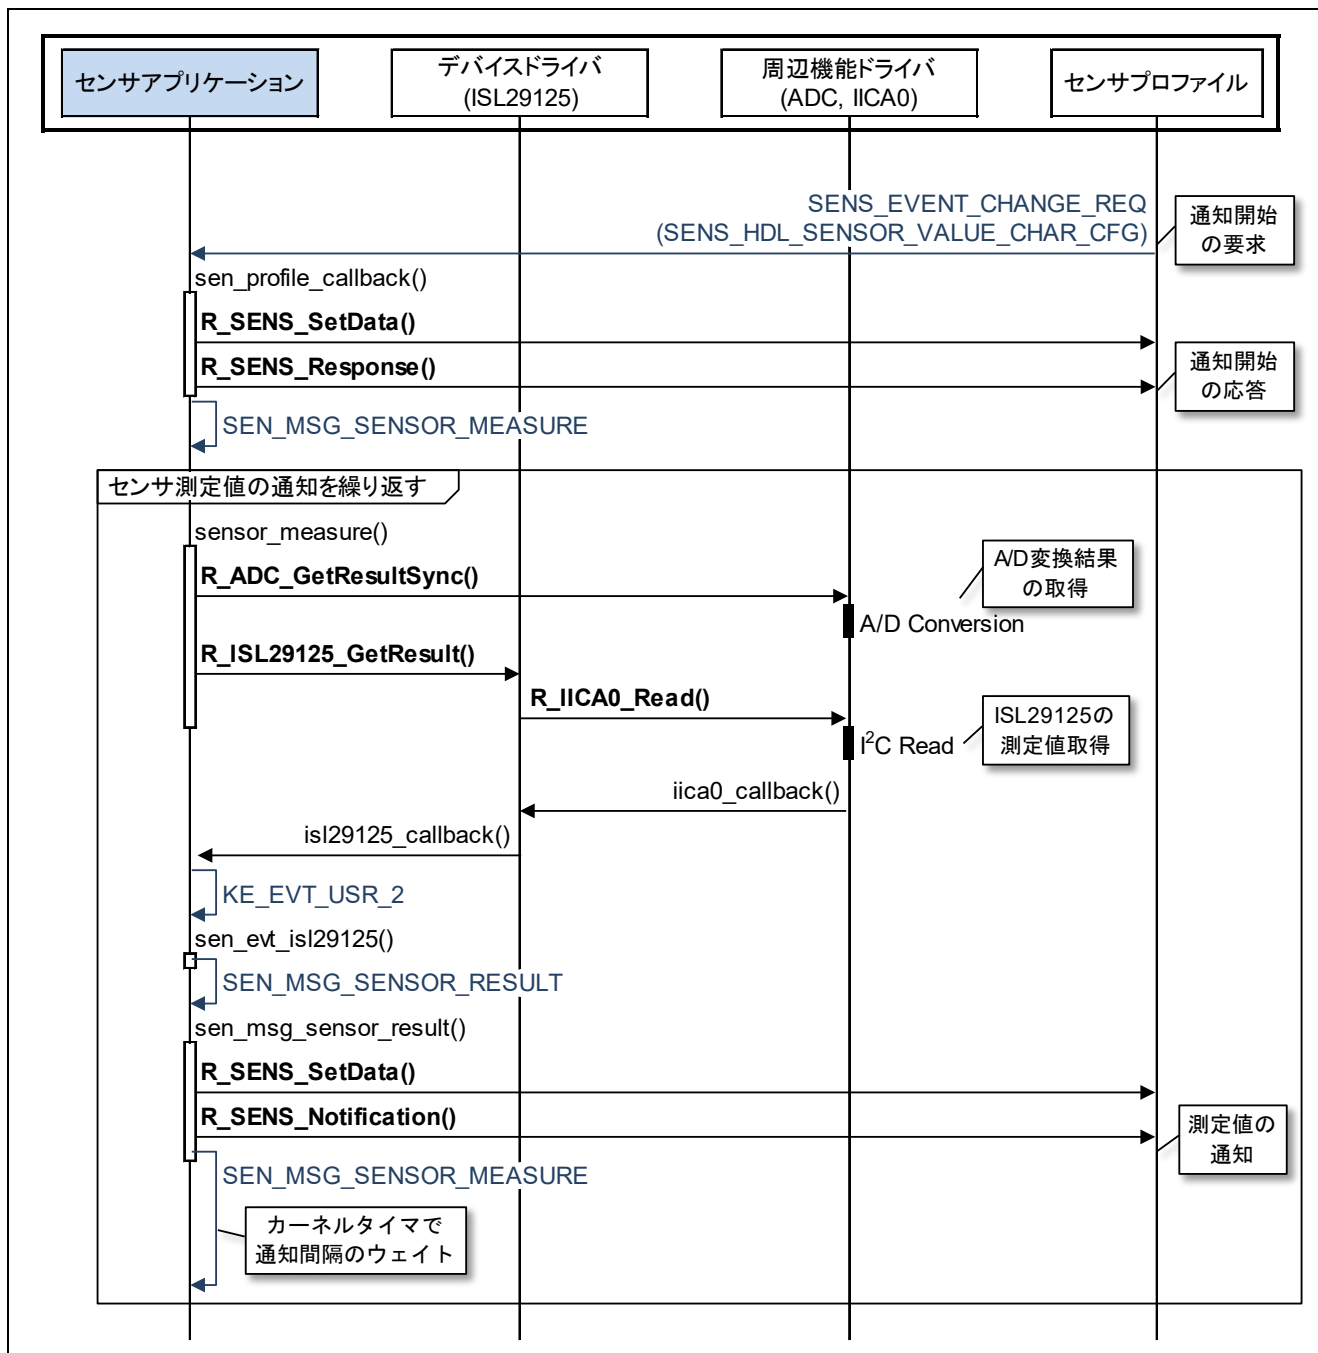 センサアプリケーション
デバイスドライバ
(ISL29125)
周辺機能ドライバ
(ADC, IICA0)
センサプロファイル
SENS_EVENT_CHANGE_REQ
(SENS_HDL_SENSOR_VALUE_CHAR_CFG)
通知開始
の要求
sen_profile_callback()
R_SENS_SetData()
R_SENS_Response()
通知開始
の応答
SEN_MSG_SENSOR_MEASURE
センサ測定値の通知を繰り返す
sensor_measure()
R_ADC_GetResultSync()
A/D変換結果
の取得
A/D Conversion
R_ISL29125_GetResult()
R_IICA0_Read()
ISL29125の
測定値取得
I²C Read
iica0_callback()
isl29125_callback()
KE_EVT_USR_2
sen_evt_isl29125()
SEN_MSG_SENSOR_RESULT
sen_msg_sensor_result()
R_SENS_SetData()
R_SENS_Notification()
測定値の
通知
SEN_MSG_SENSOR_MEASURE
カーネルタイマで
通知間隔のウェイト